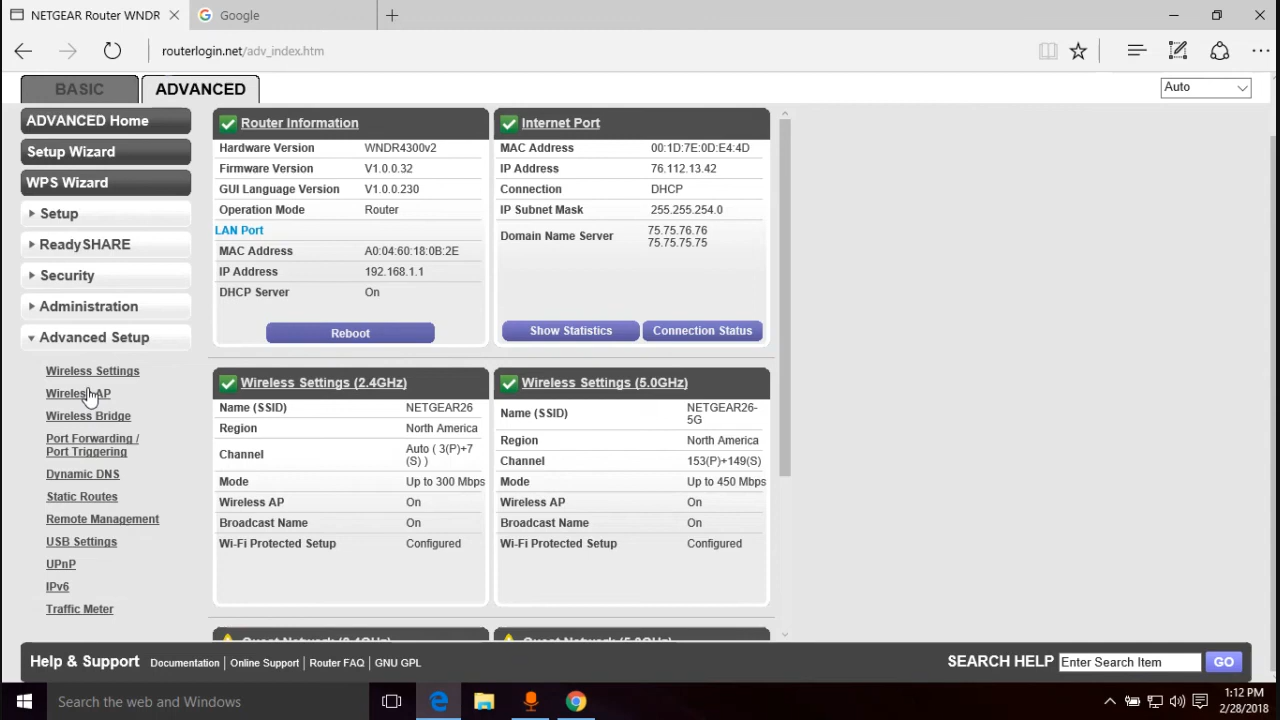 NETGEAR Router WNDR
Google
routerlogin.net/adv_index.htm
BASIC
ADVANCED
Auto
ADVANCED Home
Setup Wizard
WPS Wizard
Setup
ReadySHARE
Security
Administration
Advanced Setup
Wireless Settings
Wireless AP
Wireless Bridge
Port Forwarding /
Port Triggering
Dynamic DNS
Static Routes
Remote Management
USB Settings
UPnP
IPv6
Traffic Meter
Router Information
Hardware Version WNDR4300v2
Firmware Version V1.0.0.32
GUI Language Version V1.0.0.230
Operation Mode Router
LAN Port
MAC Address A0:04:60:18:0B:2E
IP Address 192.168.1.1
DHCP Server On
Reboot
Internet Port
MAC Address 00:1D:7E:0D:E4:4D
IP Address 76.112.13.42
Connection DHCP
IP Subnet Mask 255.255.254.0
Domain Name Server 75.75.76.76
75.75.75.75
Show Statistics Connection Status
Wireless Settings (2.4GHz)
Name (SSID) NETGEAR26
Region North America
Channel Auto ( 3(P)+7
(S) )
Mode Up to 300 Mbps
Wireless AP On
Broadcast Name On
Wi-Fi Protected Setup Configured
Wireless Settings (5.0GHz)
Name (SSID) NETGEAR26-
5G
Region North America
Channel 153(P)+149(S)
Mode Up to 450 Mbps
Wireless AP On
Broadcast Name On
Wi-Fi Protected Setup Configured
Guest Network (2.4GHz)
Guest Network (5.0GHz)
Help & Support Documentation | Online Support | Router FAQ | GNU GPL
SEARCH HELP Enter Search Item GO
Search the web and Windows
1:12 PM
2/28/2018